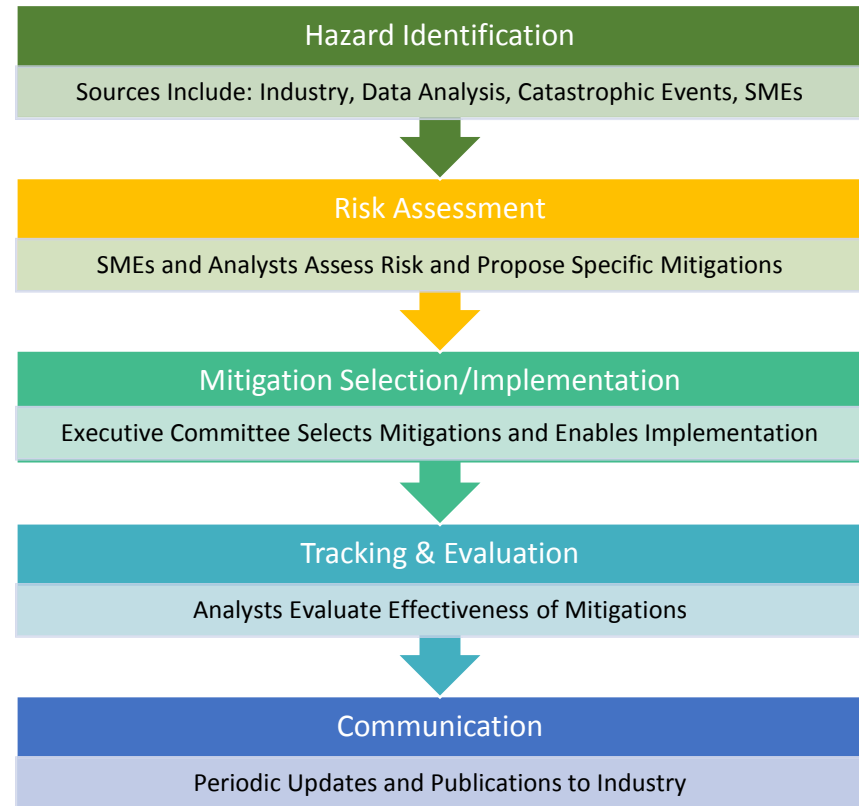 Hazard Identification
Sources Include: Industry, Data Analysis, Catastrophic Events, SMEs
Risk Assessment
SMEs and Analysts Assess Risk and Propose Specific Mitigations
Mitigation Selection/Implementation
Executive Committee Selects Mitigations and Enables Implementation
Tracking & Evaluation
Analysts Evaluate Effectiveness of Mitigations
Communication
Periodic Updates and Publications to Industry